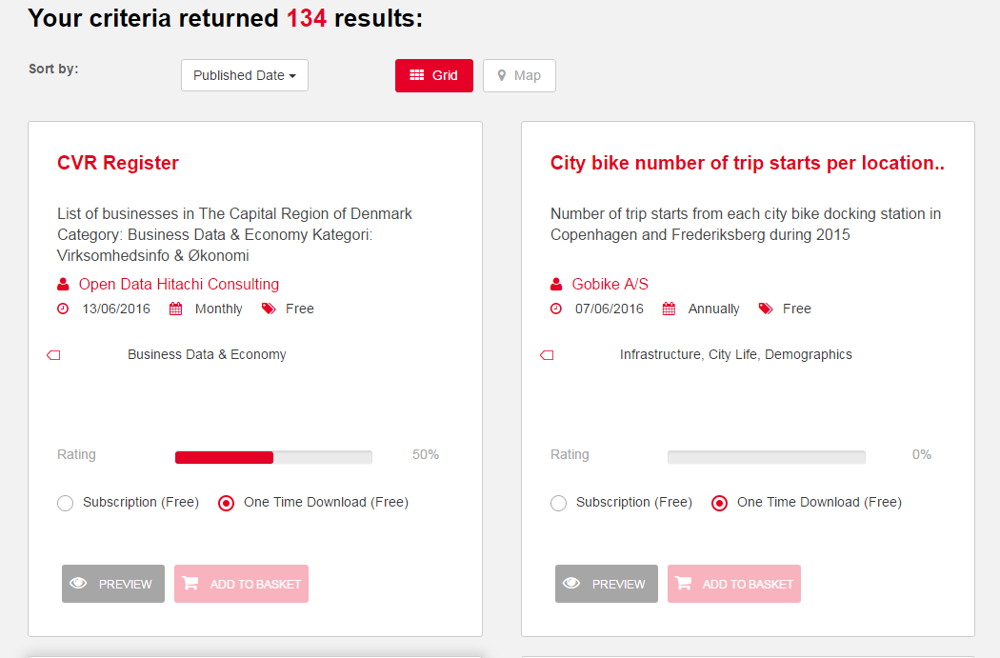 Your criteria returned 134 results:
Sort by:
Published Date
Grid
Map
CVR Register
List of businesses in The Capital Region of Denmark
Category: Business Data & Economy Kategori:
Virksomhedsinfo & Økonomi
Open Data Hitachi Consulting
13/06/2016 Monthly Free
Business Data & Economy
Rating 50%
Subscription (Free) One Time Download (Free)
PREVIEW ADD TO BASKET
City bike number of trip starts per location..
Number of trip starts from each city bike docking station in
Copenhagen and Frederiksberg during 2015
Gobike A/S
07/06/2016 Annually Free
Infrastructure, City Life, Demographics
Rating 0%
Subscription (Free) One Time Download (Free)
PREVIEW ADD TO BASKET